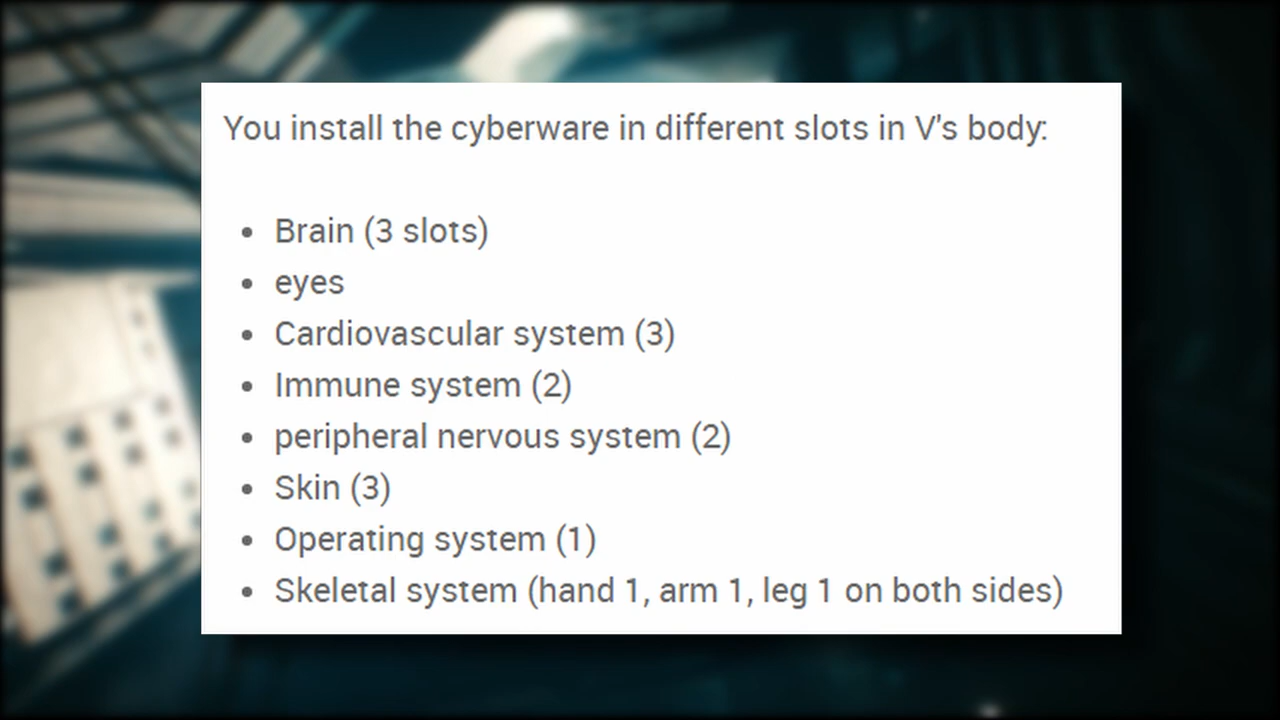 You install the cyberware in different slots in V's body:
• Brain (3 slots)
• eyes
• Cardiovascular system (3)
• Immune system (2)
• peripheral nervous system (2)
• Skin (3)
• Operating system (1)
• Skeletal system (hand 1, arm 1, leg 1 on both sides)